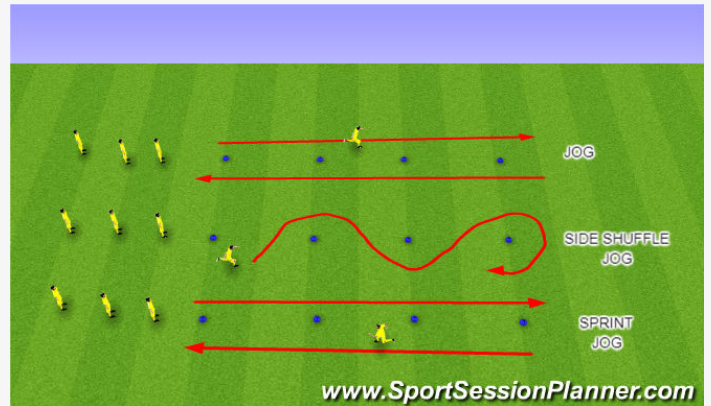 JOG
SIDE SHUFFLE
JOG
SPRINT
JOG
www.SportSessionPlanner.com